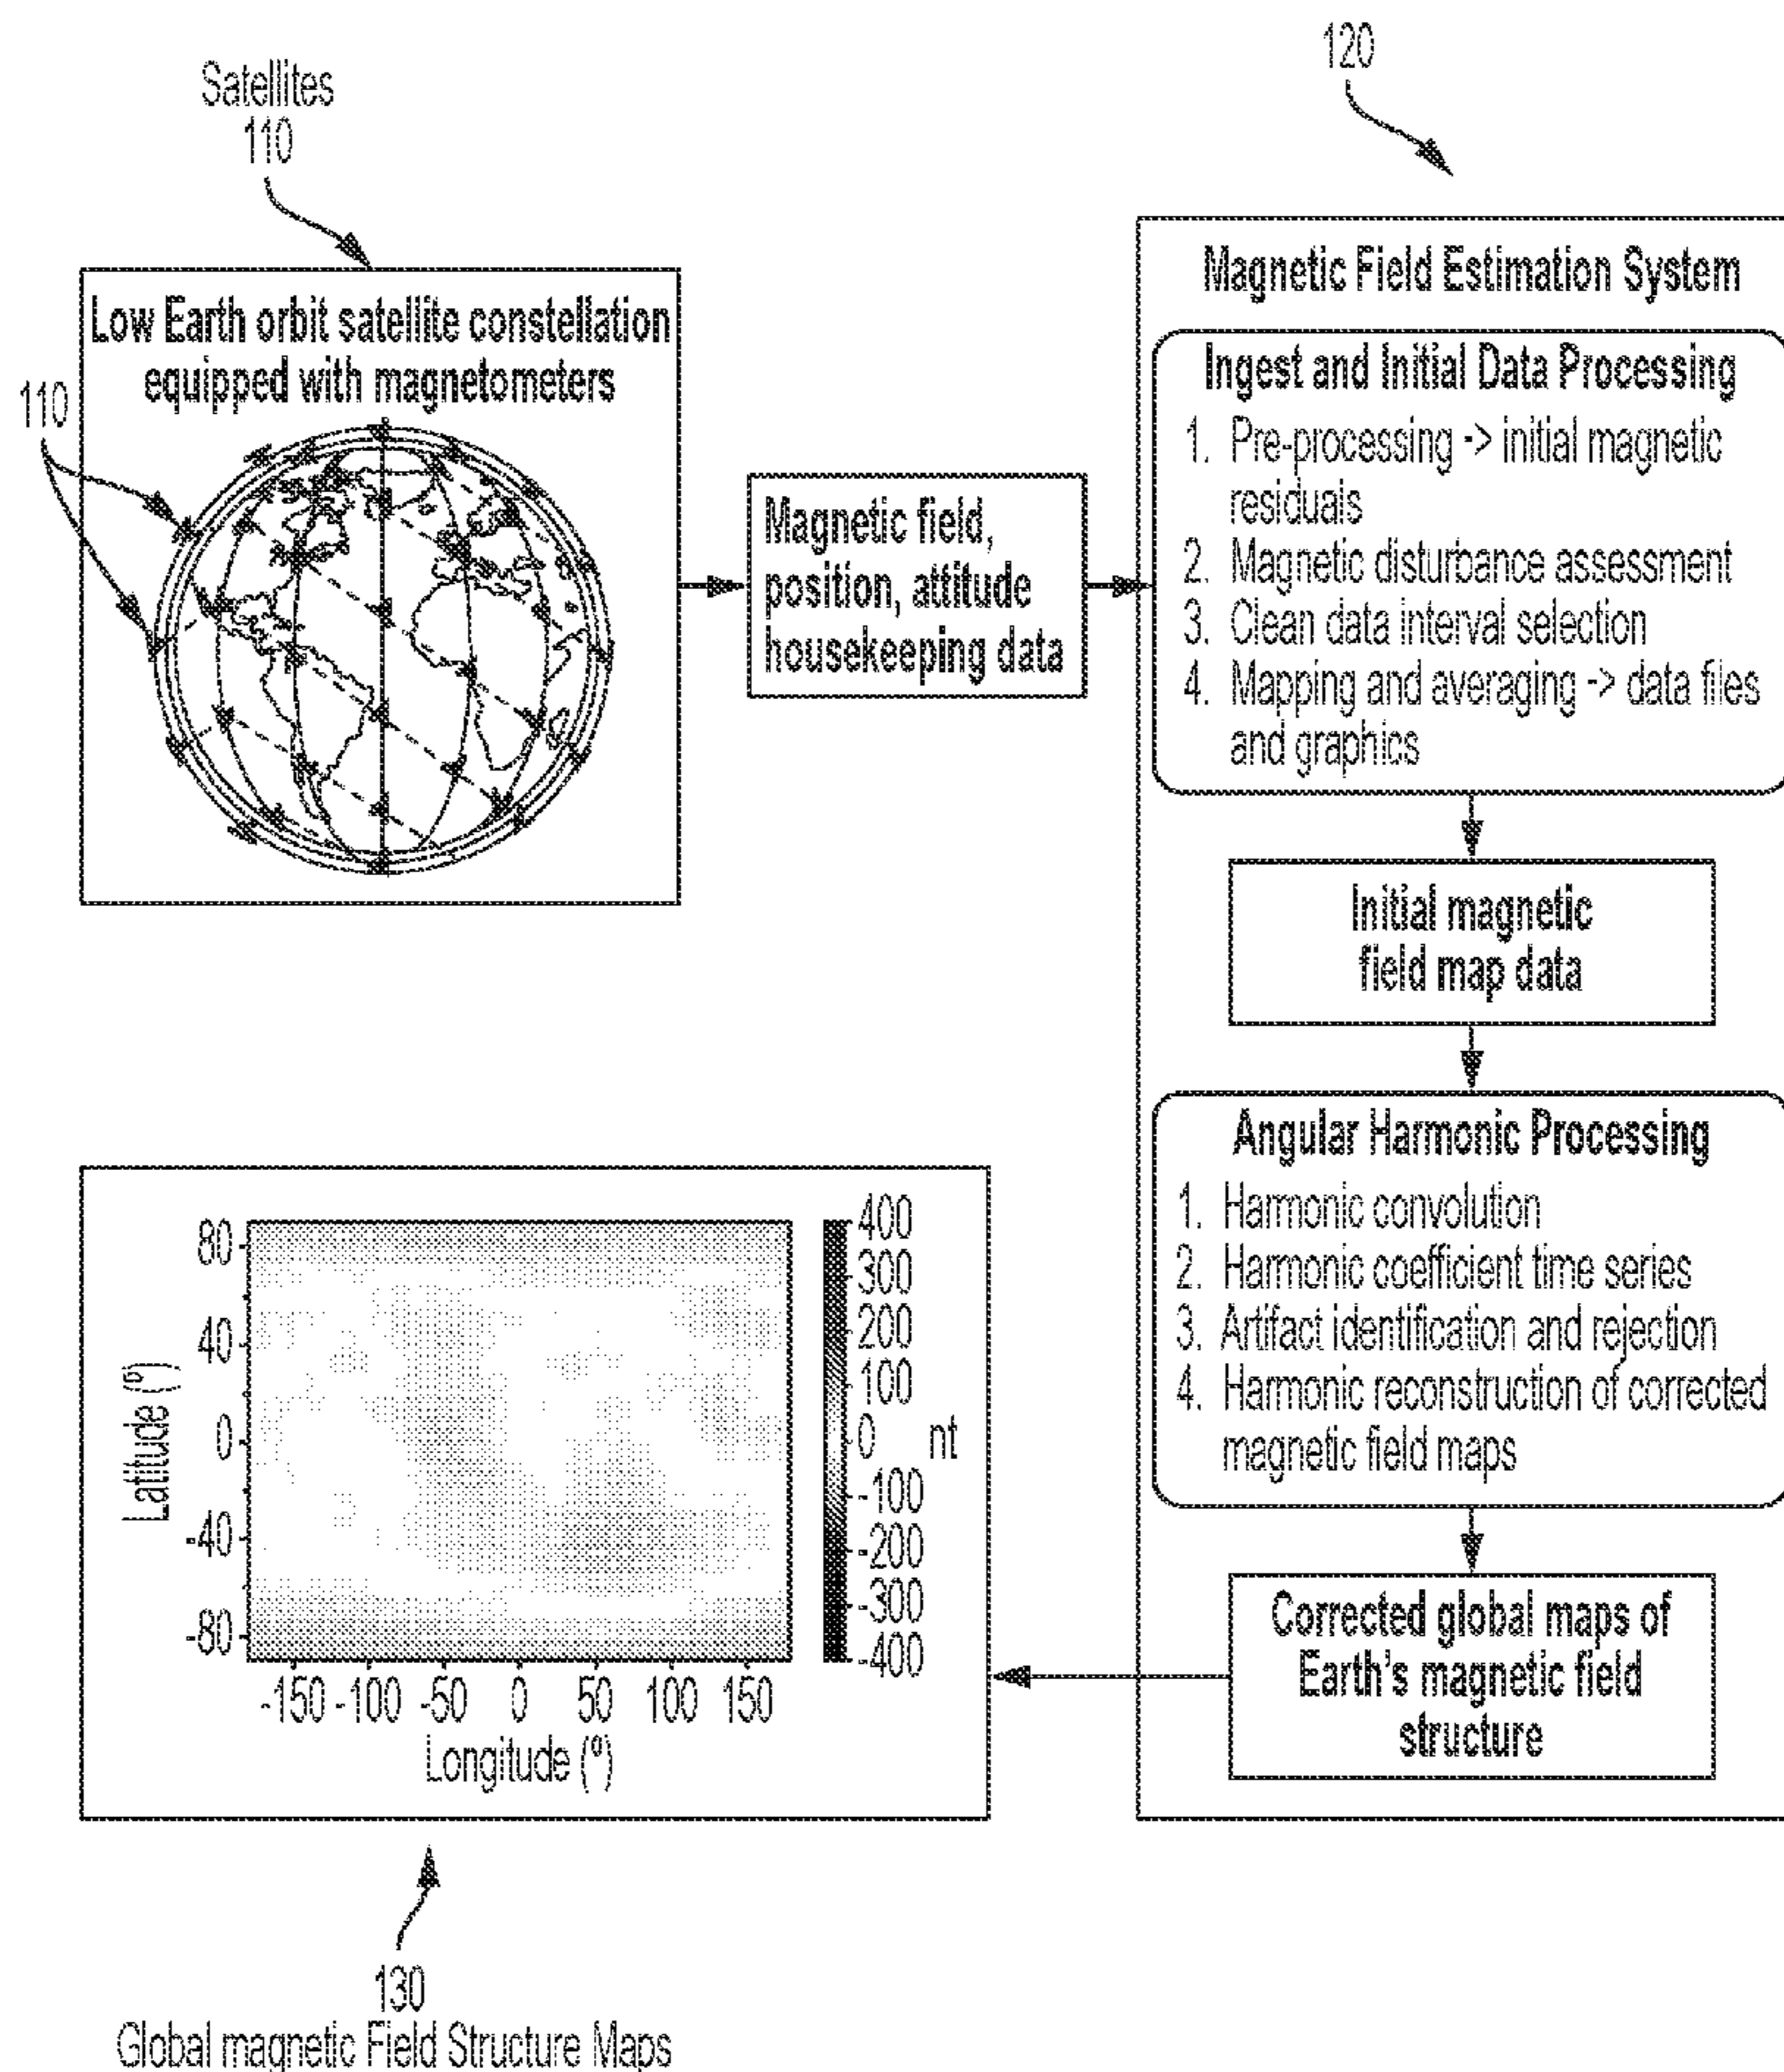 Satellites
110
120
Low Earth orbit satellite constellation
equipped with magnetometers
110
Magnetic field,
position, attitude
housekeeping data
Magnetic Field Estimation System
Ingest and Initial Data Processing
1. Pre-processing -> initial magnetic
residuals
2. Magnetic disturbance assessment
3. Clean data interval selection
4. Mapping and averaging -> data files
and graphics
Initial magnetic
field map data
Angular Harmonic Processing
1. Harmonic convolution
2. Harmonic coefficient time series
3. Artifact identification and rejection
4. Harmonic reconstruction of corrected
magnetic field maps
Corrected global maps of
Earth's magnetic field
structure
Latitude (º)
80
40
0
-40
-80
-150 -100 -50 0 50 100 150
Longitude (º)
400
300
200
100
0
-100
-200
-300
-400
nt
130
Global magnetic Field Structure Maps